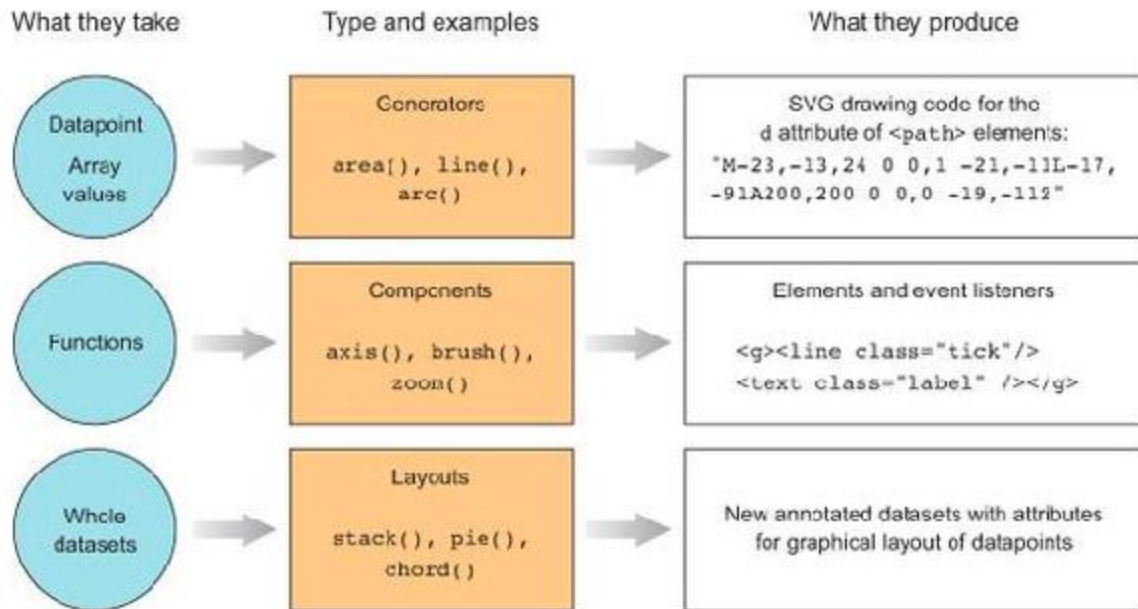 What they take
Type and examples
What they produce
Datapoint
Array
values
Generators
area(), line(),
arc()
SVG drawing code for the
d attribute of <path> elements:
"M-23,-13,24 0 0,1 -21,-11L-17,
-91A200,200 0 0,0 -19,-112"
Functions
Components
axis(), brush(),
zoom()
Elements and event listeners
<g><line class="tick"/>
<text class="label" /></g>
Whole
datasets
Layouts
stack(), pie(),
chord()
New annotated datasets with attributes
for graphical layout of datapoints